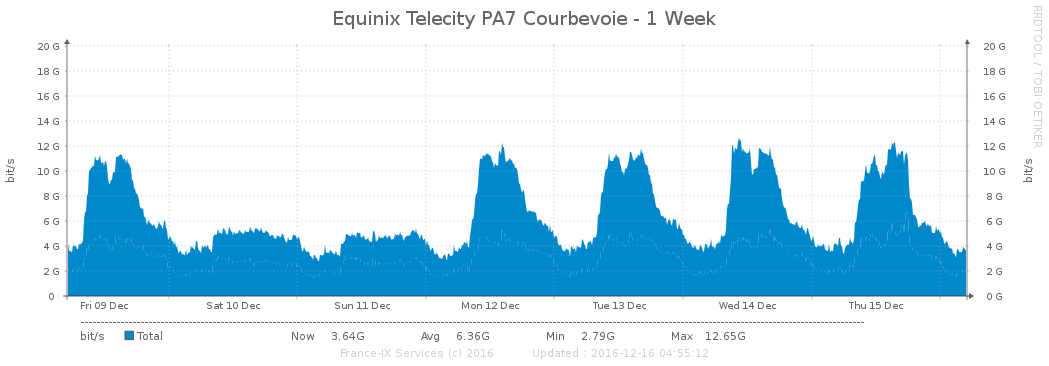 Equinix Telecity PA7 Courbevoie - 1 Week
RRDTOOL / TOBI OETIKER
bit/s
20 G 20 G
18 G 18 G
16 G 16 G
14 G 14 G
12 G 12 G
10 G 10 G
8 G 8 G
6 G 6 G
4 G 4 G
2 G 2 G
0 0 G
bit/s
Fri 09 Dec Sat 10 Dec Sun 11 Dec Mon 12 Dec Tue 13 Dec Wed 14 Dec Thu 15 Dec
bit/s Total Now 3.64G Avg 6.36G Min 2.79G Max 12.65G
France-IX Services (c) 2016 Updated : 2016-12-16 04:55:12